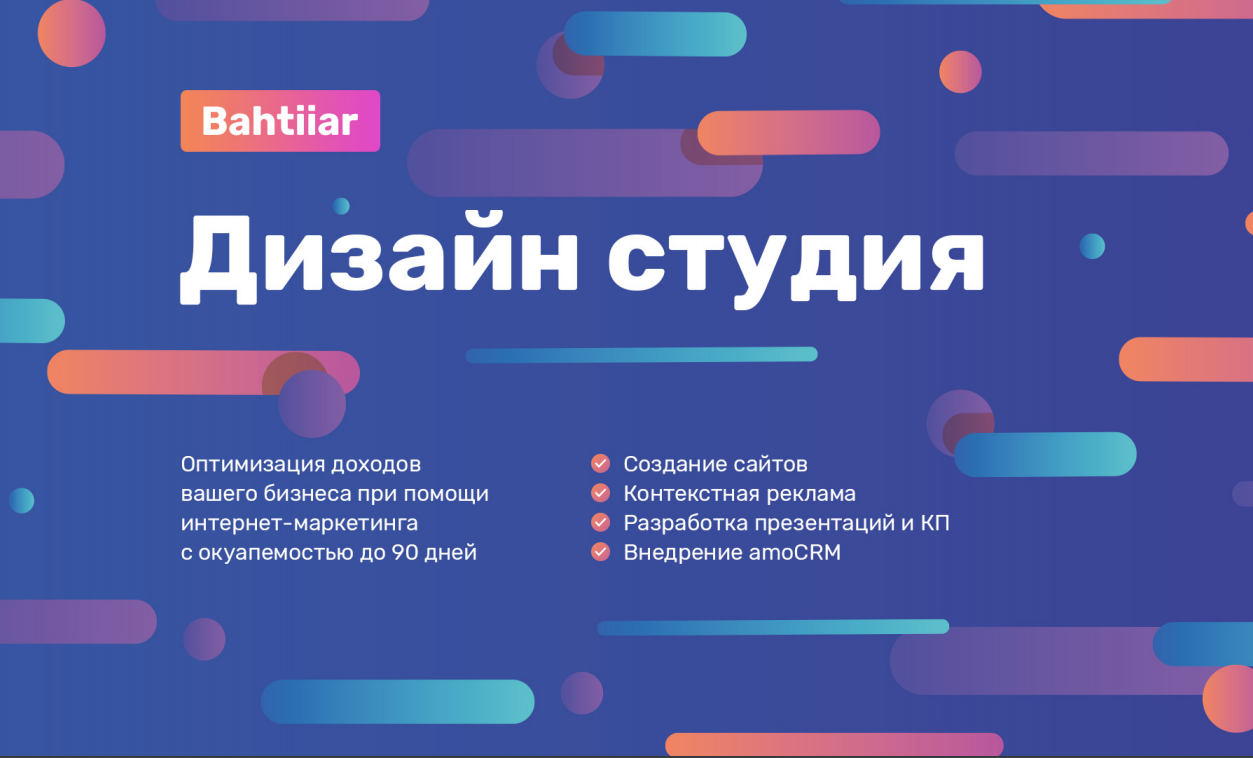 Bahtiiar
Дизайн студия
Оптимизация доходов
вашего бизнеса при помощи
интернет-маркетинга
с окуапемостью до 90 дней
Создание сайтов
Контекстная реклама
Разработка презентаций и КП
Внедрение amoCRM